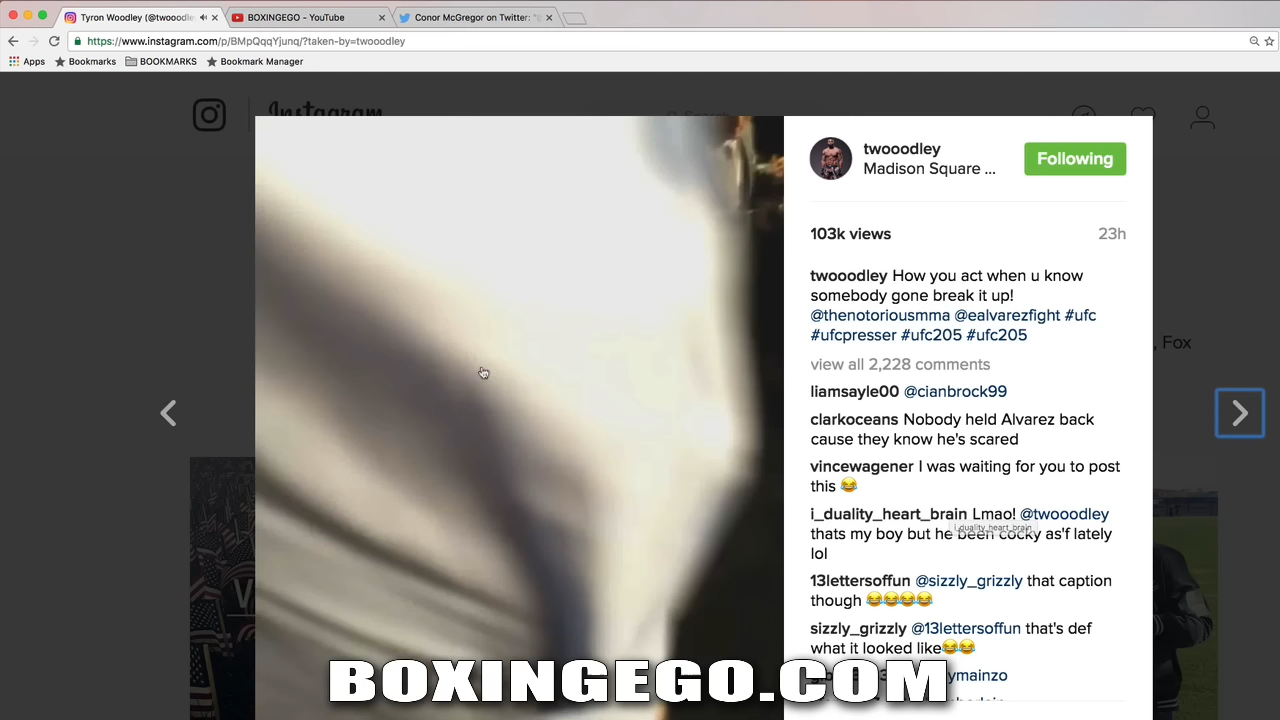 Tyron Woodley (@twooodle
BOXINGEGO - YouTube
Conor McGregor on Twitter: "
https://www.instagram.com/p/BMpQqqYjunq/?taken-by=twooodley
Apps
Bookmarks
BOOKMARKS
Bookmark Manager
Instagram
Search
twooodley
Madison Square ...
Following
103k views
23h
twooodley How you act when u know
somebody gone break it up!
@thenotoriousmma @ealvarezfight #ufc
#ufcpresser #ufc205 #ufc205
view all 2,228 comments
liamsayle00 @cianbrock99
clarkoceans Nobody held Alvarez back
cause they know he's scared
vincewagener I was waiting for you to post
this 😂
i_duality_heart_brain Lmao! @twooodley
i_duality_heart_brain
thats my boy but he been cocky as'f lately
lol
13lettersoffun @sizzly_grizzly that caption
though 😂😂😂😂
sizzly_grizzly @13lettersoffun that's def
what it looked like😂😂
ymainzo
, Fox
BOXINGEGO.COM